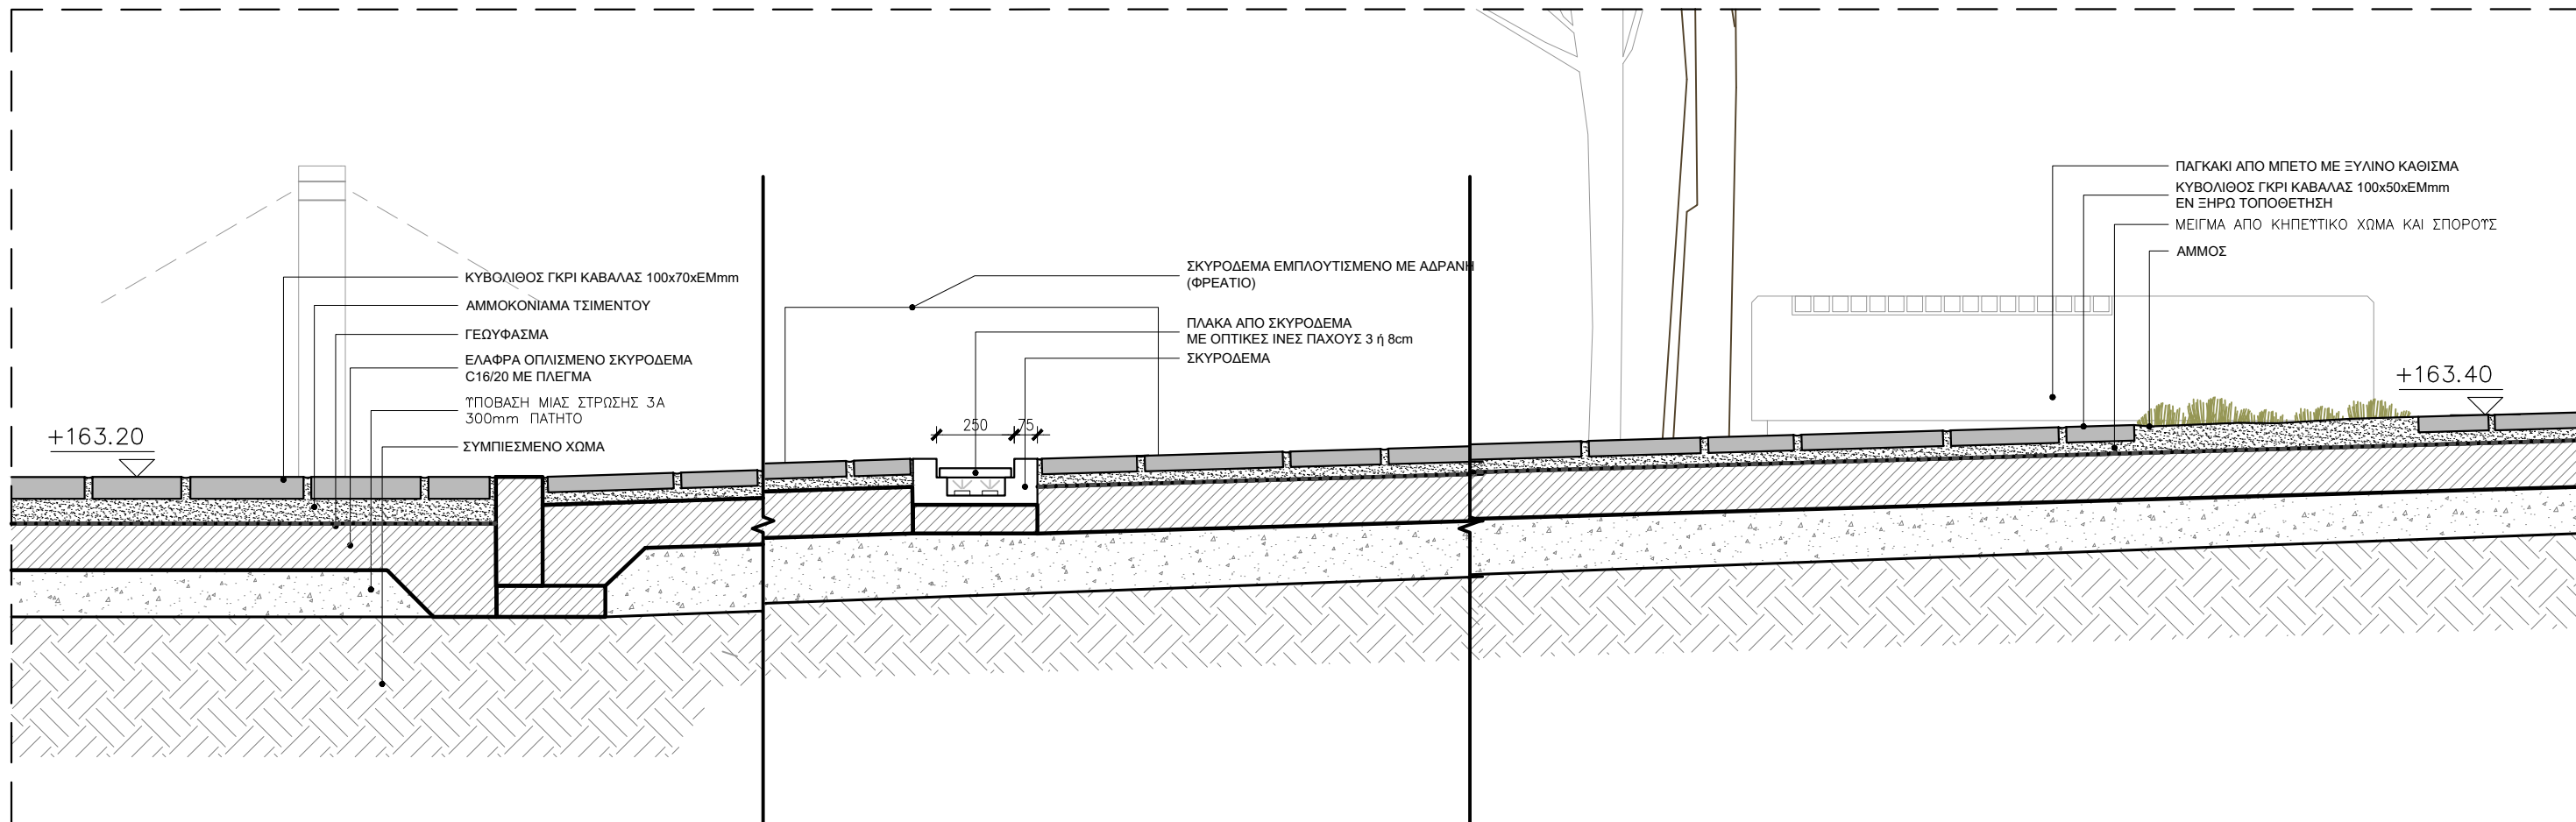 ΚΥΒΟΛΙΘΟΣ ΓΚΡΙ ΚΑΒΑΛΑΣ 100x70xEMmm
ΑΜΜΟΚΟΝΙΑΜΑ ΤΣΙΜΕΝΤΟΥ
ΓΕΩΥΦΑΣΜΑ
ΕΛΑΦΡΑ ΟΠΛΙΣΜΕΝΟ ΣΚΥΡΟΔΕΜΑ
C16/20 ΜΕ ΠΛΕΓΜΑ
ΥΠΟΒΑΣΗ ΜΙΑΣ ΣΤΡΩΣΗΣ 3Α
300mm ΠΑΤΗΤΟ
ΣΥΜΠΙΕΣΜΕΝΟ ΧΩΜΑ
+163.20
ΣΚΥΡΟΔΕΜΑ ΕΜΠΛΟΥΤΙΣΜΕΝΟ ΜΕ ΑΔΡΑΝΗ
(ΦΡΕΑΤΙΟ)
ΠΛΑΚΑ ΑΠΟ ΣΚΥΡΟΔΕΜΑ
ΜΕ ΟΠΤΙΚΕΣ ΙΝΕΣ ΠΑΧΟΥΣ 3 ή 8cm
ΣΚΥΡΟΔΕΜΑ
250
75
ΠΑΓΚΑΚΙ ΑΠΟ ΜΠΕΤΟ ΜΕ ΞΥΛΙΝΟ ΚΑΘΙΣΜΑ
ΚΥΒΟΛΙΘΟΣ ΓΚΡΙ ΚΑΒΑΛΑΣ 100x50xEMmm
ΕΝ ΞΗΡΩ ΤΟΠΟΘΕΤΗΣΗ
ΜΕΙΓΜΑ ΑΠΟ ΚΗΠΕΥΤΙΚΟ ΧΩΜΑ ΚΑΙ ΣΠΟΡΟΥΣ
ΑΜΜΟΣ
+163.40